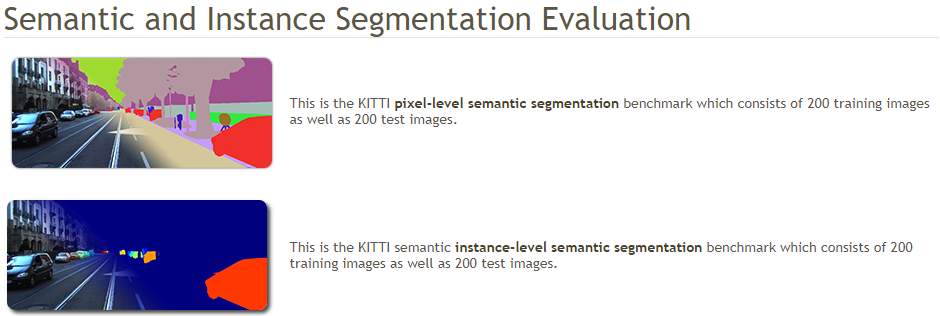 Semantic and Instance Segmentation Evaluation
This is the KITTI pixel-level semantic segmentation benchmark which consists of 200 training images
as well as 200 test images.
This is the KITTI semantic instance-level semantic segmentation benchmark which consists of 200
training images as well as 200 test images.